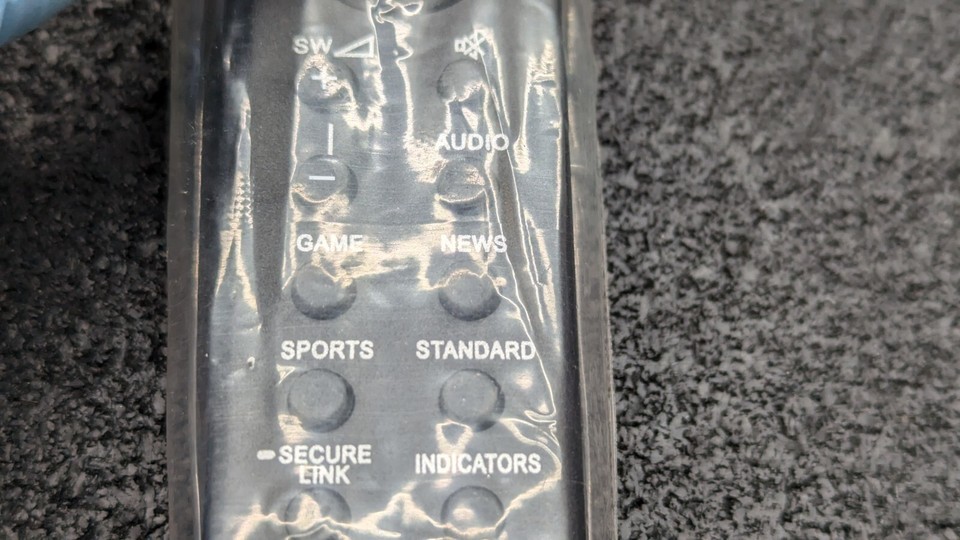 SW
+
AUDIO
−
GAME NEWS
SPORTS STANDARD
SECURE
LINK
INDICATORS